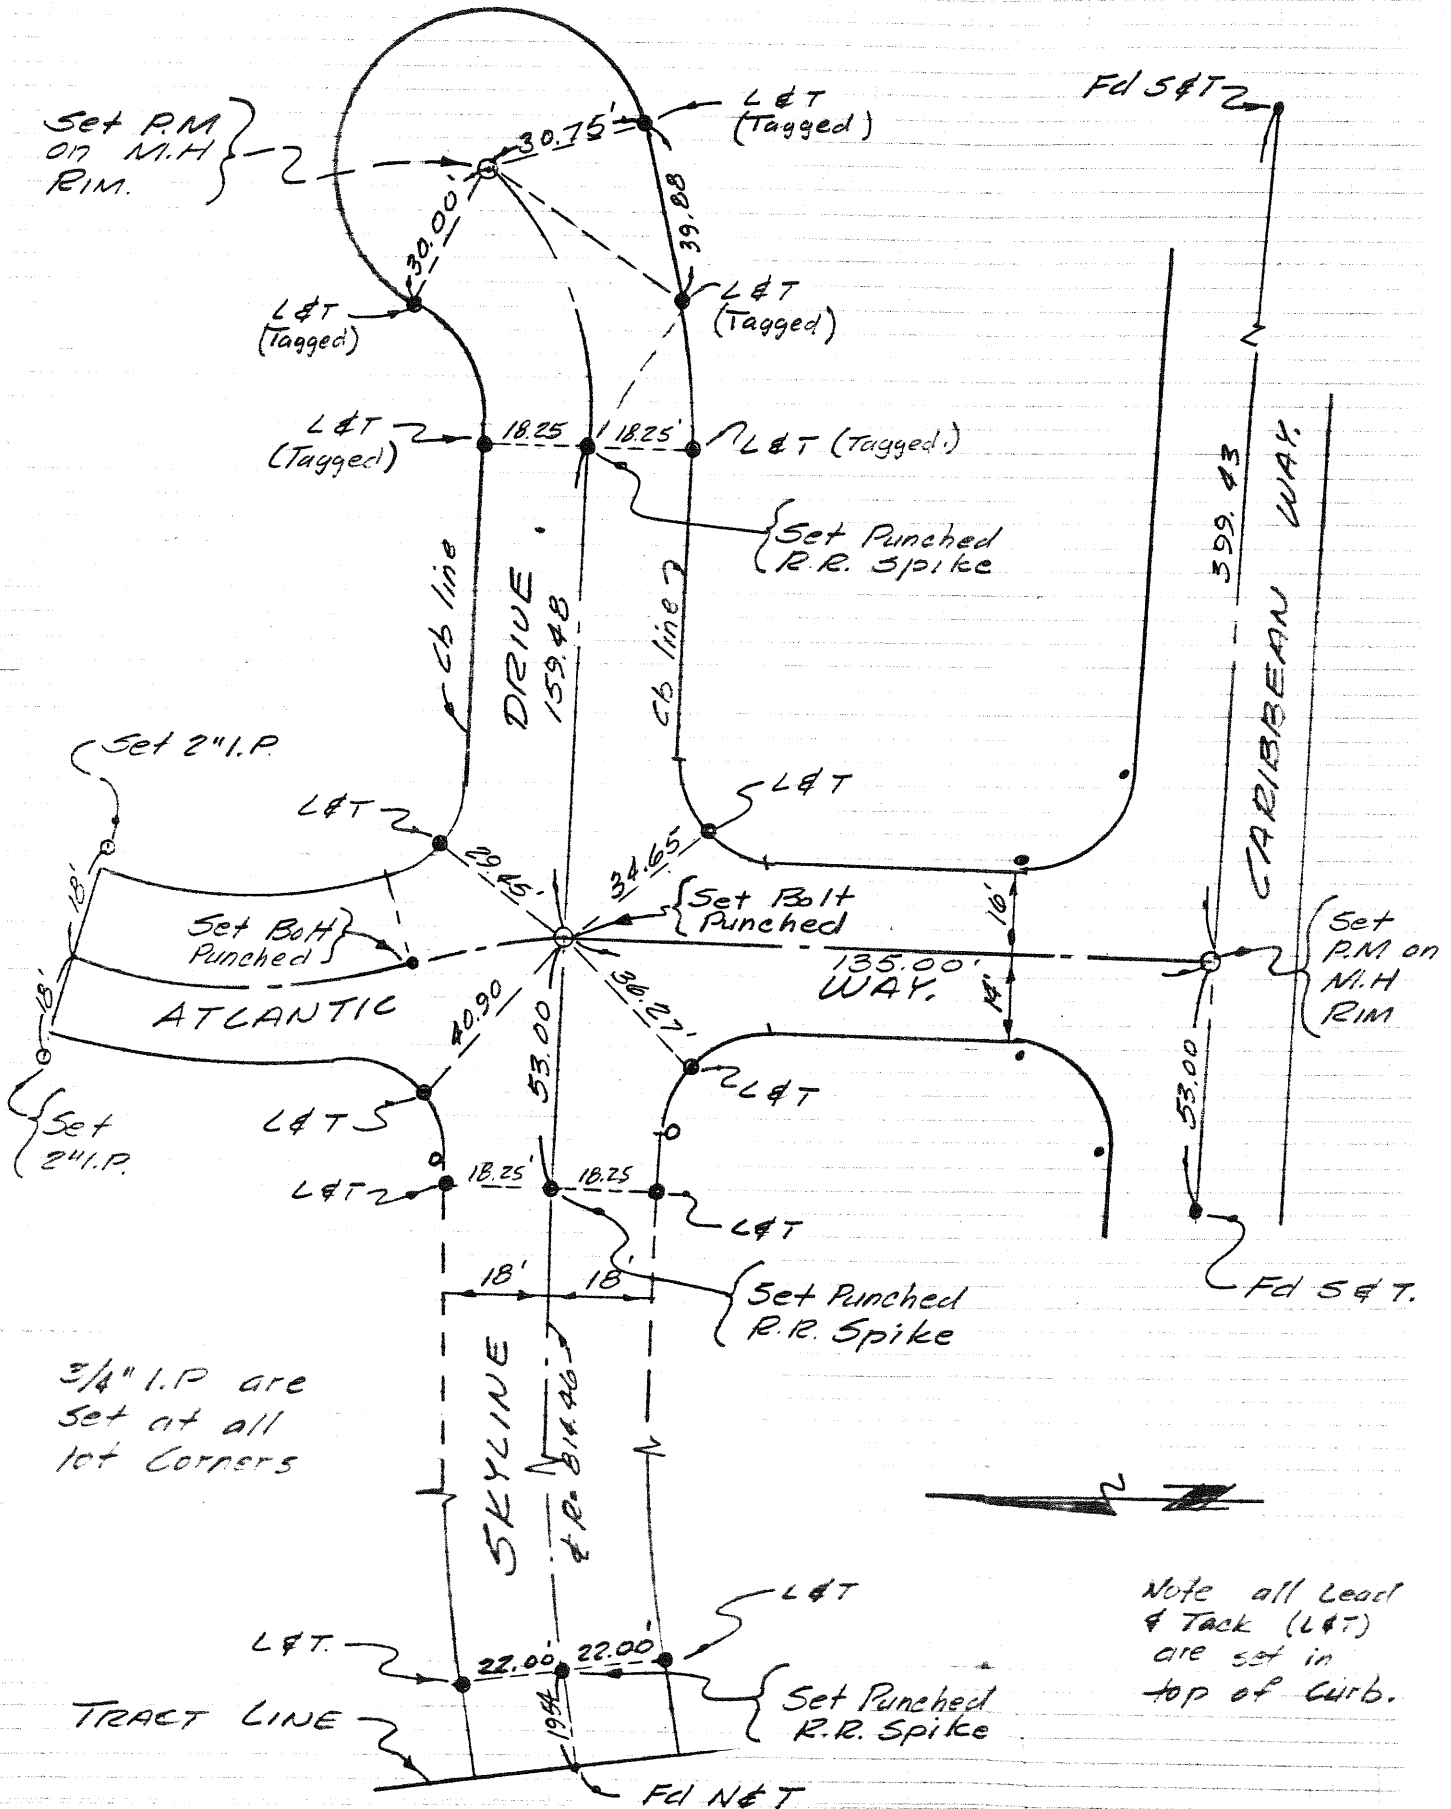 Fd S&T
Set P.M
on M.H
RIM.
30.75'
L&T
(Tagged)
30.00'
39.88
L&T
(Tagged)
L&T
(Tagged)
L&T
(Tagged)
18.25
18.25'
L&T (Tagged.)
Set Punched
R.R. Spike
Cb line
DRIVE.
159.48
Cb line
399.43
CARIBBEAN WAY.
Set 2" I.P.
L&T
L&T
29.45'
34.65'
18'
18'
Set Bolt
Punched
Set Bolt
Punched
16'
14'
135.00'
WAY.
Set
P.M on
M.H
RIM
ATLANTIC
40.90
53.00
36.27'
53.00
Set
2" I.P.
L&T
L&T
L&T
18.25'
18.25
L&T
18'
18'
Fd S&T.
Set Punched
R.R. Spike
3/4" I.P are
Set at all
lot Corners
SKYLINE
R= 814.46
Note all Lead
& Tack (L&T)
are set in
top of Curb.
L&T
L&T.
22.00'
22.00'
Set Punched
R.R. Spike
TRACT LINE
Fd N&T